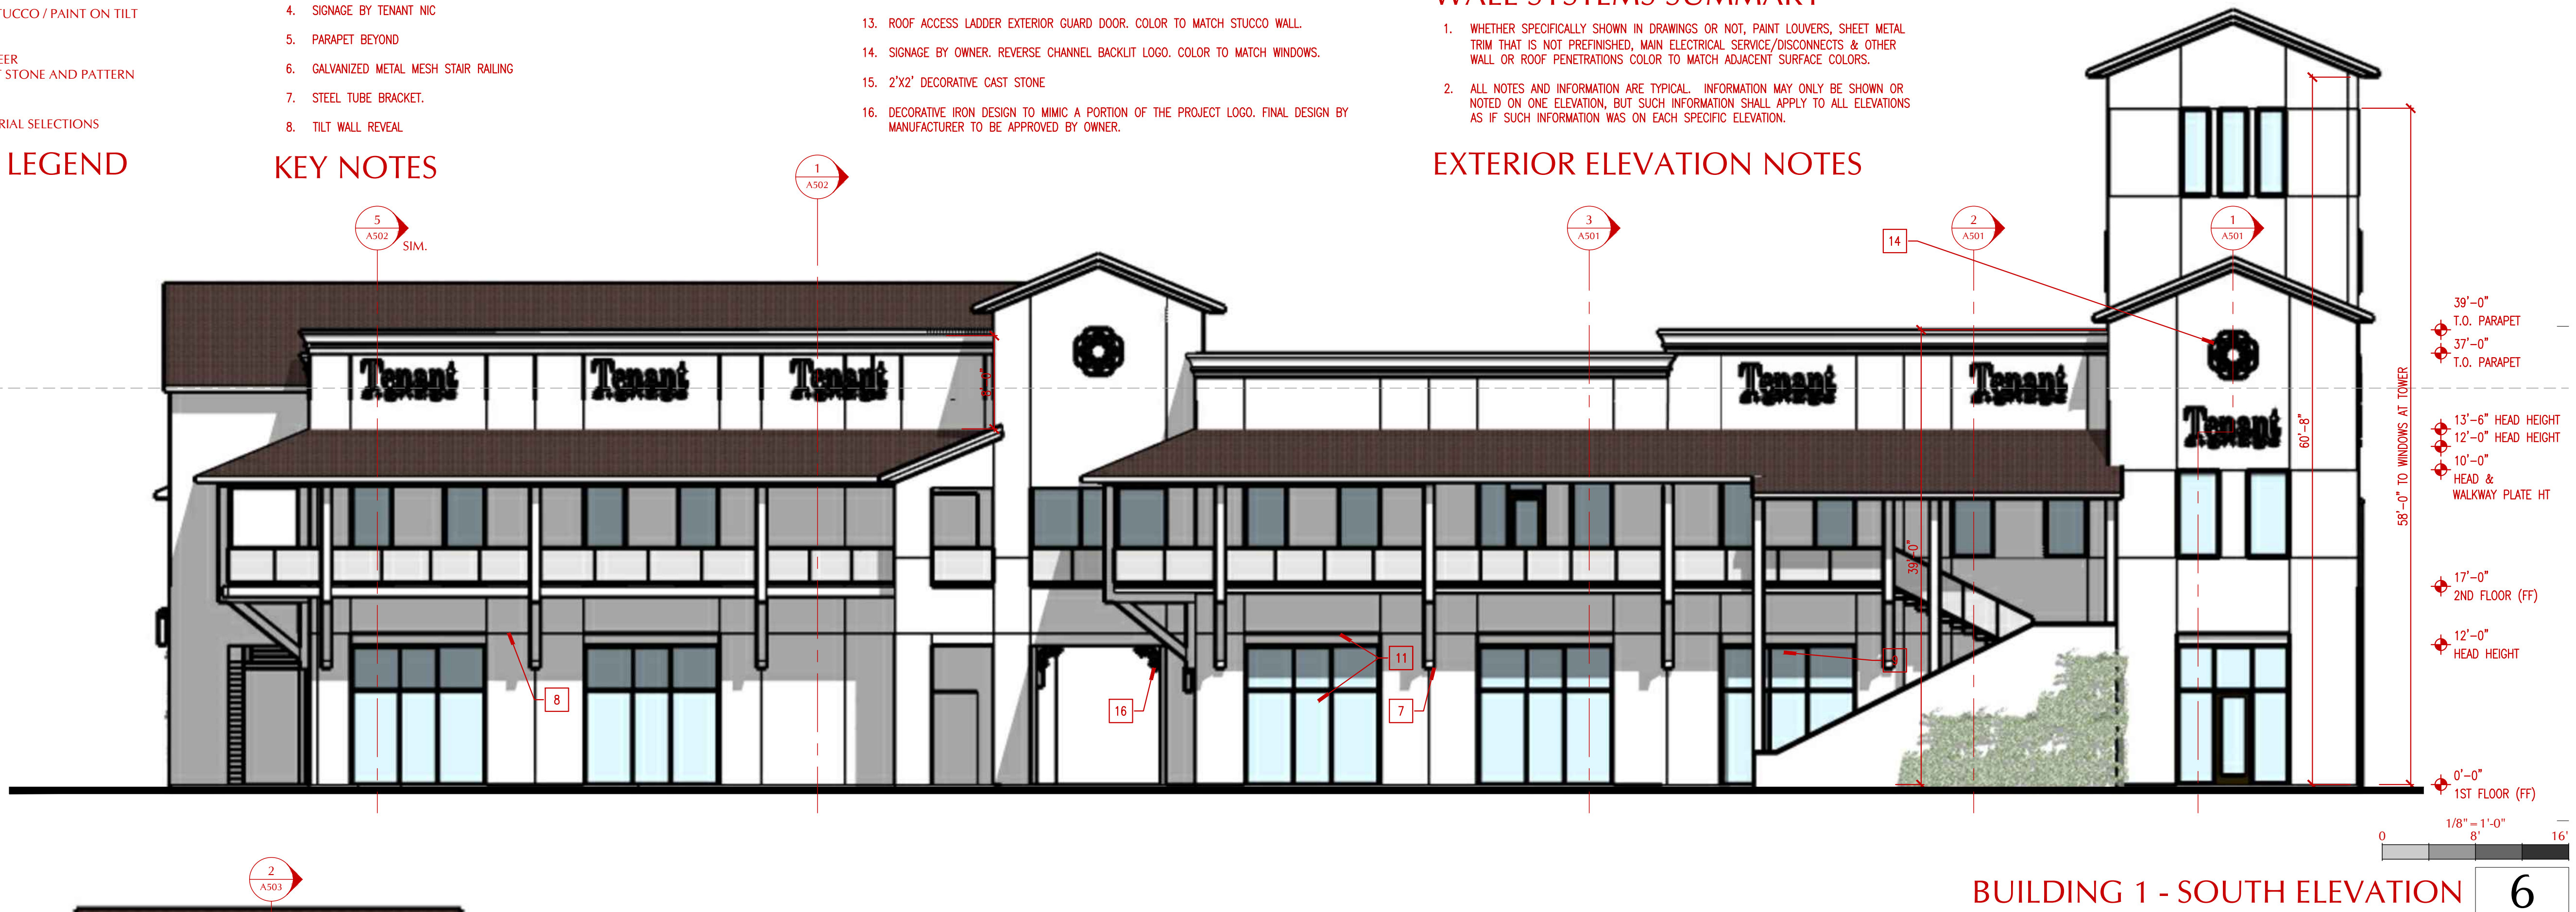 TUCCO / PAINT ON TILT
EER
T STONE AND PATTERN
RIAL SELECTIONS
LEGEND
4. SIGNAGE BY TENANT NIC
5. PARAPET BEYOND
6. GALVANIZED METAL MESH STAIR RAILING
7. STEEL TUBE BRACKET.
8. TILT WALL REVEAL
KEY NOTES
13. ROOF ACCESS LADDER EXTERIOR GUARD DOOR. COLOR TO MATCH STUCCO WALL.
14. SIGNAGE BY OWNER. REVERSE CHANNEL BACKLIT LOGO. COLOR TO MATCH WINDOWS.
15. 2'X2' DECORATIVE CAST STONE
16. DECORATIVE IRON DESIGN TO MIMIC A PORTION OF THE PROJECT LOGO. FINAL DESIGN BY
MANUFACTURER TO BE APPROVED BY OWNER.
WALL SYSTEMS SUMMARY
1. WHETHER SPECIFICALLY SHOWN IN DRAWINGS OR NOT, PAINT LOUVERS, SHEET METAL
TRIM THAT IS NOT PREFINISHED, MAIN ELECTRICAL SERVICE/DISCONNECTS & OTHER
WALL OR ROOF PENETRATIONS COLOR TO MATCH ADJACENT SURFACE COLORS.
2. ALL NOTES AND INFORMATION ARE TYPICAL. INFORMATION MAY ONLY BE SHOWN OR
NOTED ON ONE ELEVATION, BUT SUCH INFORMATION SHALL APPLY TO ALL ELEVATIONS
AS IF SUCH INFORMATION WAS ON EACH SPECIFIC ELEVATION.
EXTERIOR ELEVATION NOTES
5
A502
SIM.
1
A502
3
A501
14
2
A501
1
A501
Tenant
Tenant
Tenant
Tenant
Tenant
Tenant
8'-0"
39'-0"
60'-8"
58'-0" TO WINDOWS AT TOWER
39'-0"
T.O. PARAPET
37'-0"
T.O. PARAPET
13'-6" HEAD HEIGHT
12'-0" HEAD HEIGHT
10'-0"
HEAD &
WALKWAY PLATE HT
17'-0"
2ND FLOOR (FF)
12'-0"
HEAD HEIGHT
0'-0"
1ST FLOOR (FF)
8
16
11
7
9
1/8" = 1'-0"
0 8' 16'
2
A503
BUILDING 1 - SOUTH ELEVATION 6